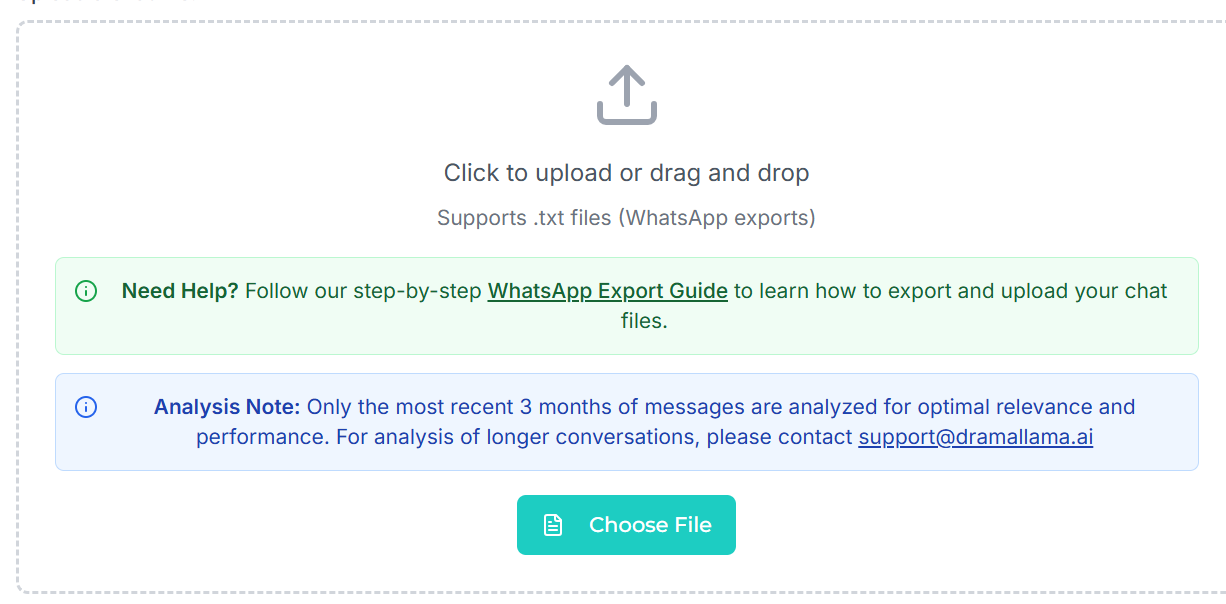 Click to upload or drag and drop
Supports .txt files (WhatsApp exports)
Need Help? Follow our step-by-step WhatsApp Export Guide to learn how to export and upload your chat
files.
Analysis Note: Only the most recent 3 months of messages are analyzed for optimal relevance and
performance. For analysis of longer conversations, please contact support@dramallama.ai
Choose File